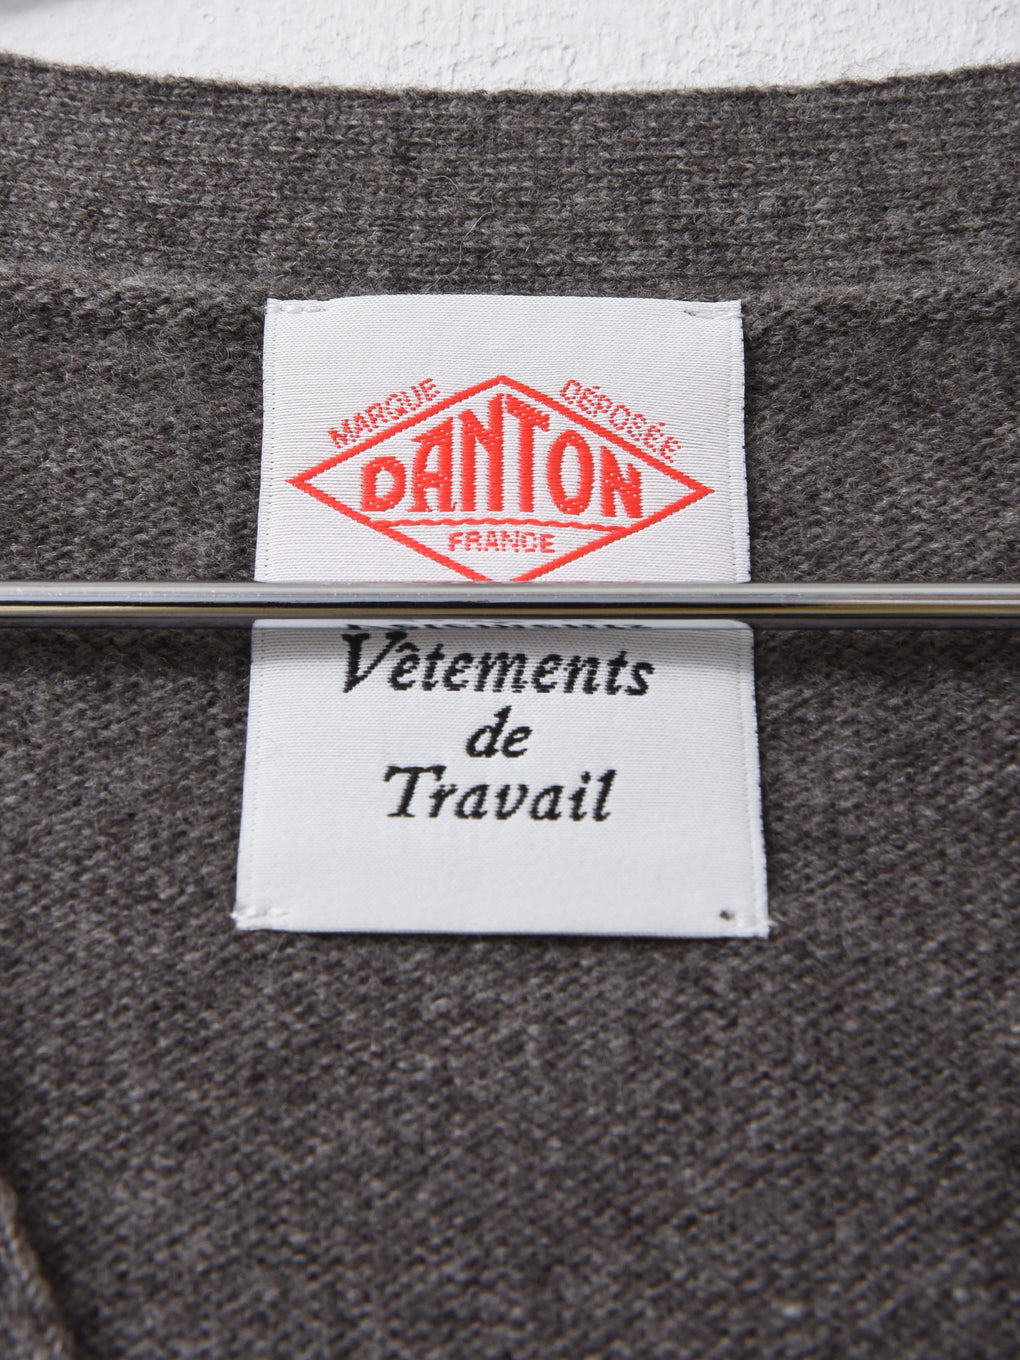 MARQUE DÉPOSÉE
DANTON
FRANCE
Vêtements
de
Travail